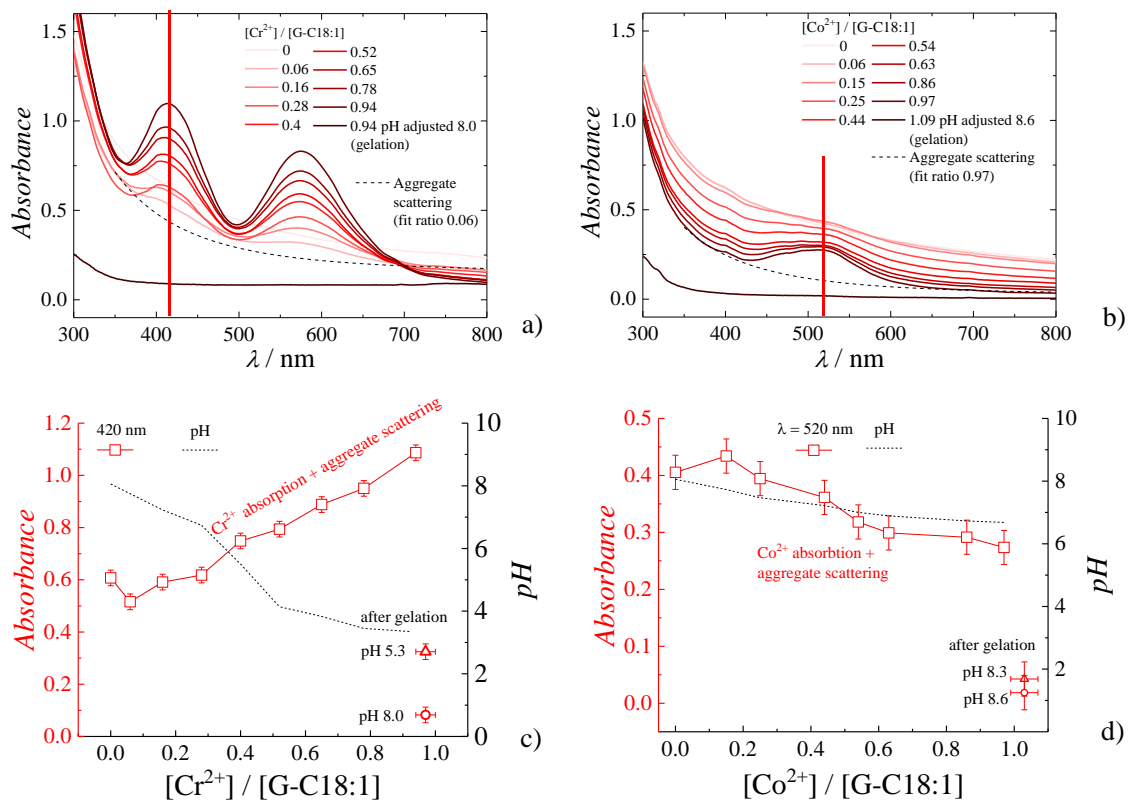 [Cr²⁺] / [G-C18:1]
0 0.52
0.06 0.65
0.16 0.78
0.28 0.94
0.4 0.94 pH adjusted 8.0
(gelation)
Aggregate
scattering
(fit ratio 0.06)
Absorbance
1.5
1.0
0.5
0.0
300 400 500 600 700 800
λ / nm
a)
[Co²⁺] / [G-C18:1]
0 0.54
0.06 0.63
0.15 0.86
0.25 0.97
0.44 1.09 pH adjusted 8.6
(gelation)
Aggregate scattering
(fit ratio 0.97)
Absorbance
1.5
1.0
0.5
0.0
300 400 500 600 700 800
λ / nm
b)
420 nm pH
Cr²⁺ absorption + aggregate scattering
after gelation
pH 5.3
pH 8.0
Absorbance
1.2
1.0
0.8
0.6
0.4
0.2
0.0
pH
10
8
6
4
2
0
0.0 0.2 0.4 0.6 0.8 1.0
[Cr²⁺] / [G-C18:1]
c)
λ = 520 nm pH
Co²⁺ absorbtion +
aggregate scattering
after gelation
pH 8.3
pH 8.6
Absorbance
0.5
0.4
0.3
0.2
0.1
0.0
pH
10
8
6
4
2
0.0 0.2 0.4 0.6 0.8 1.0
[Co²⁺] / [G-C18:1]
d)